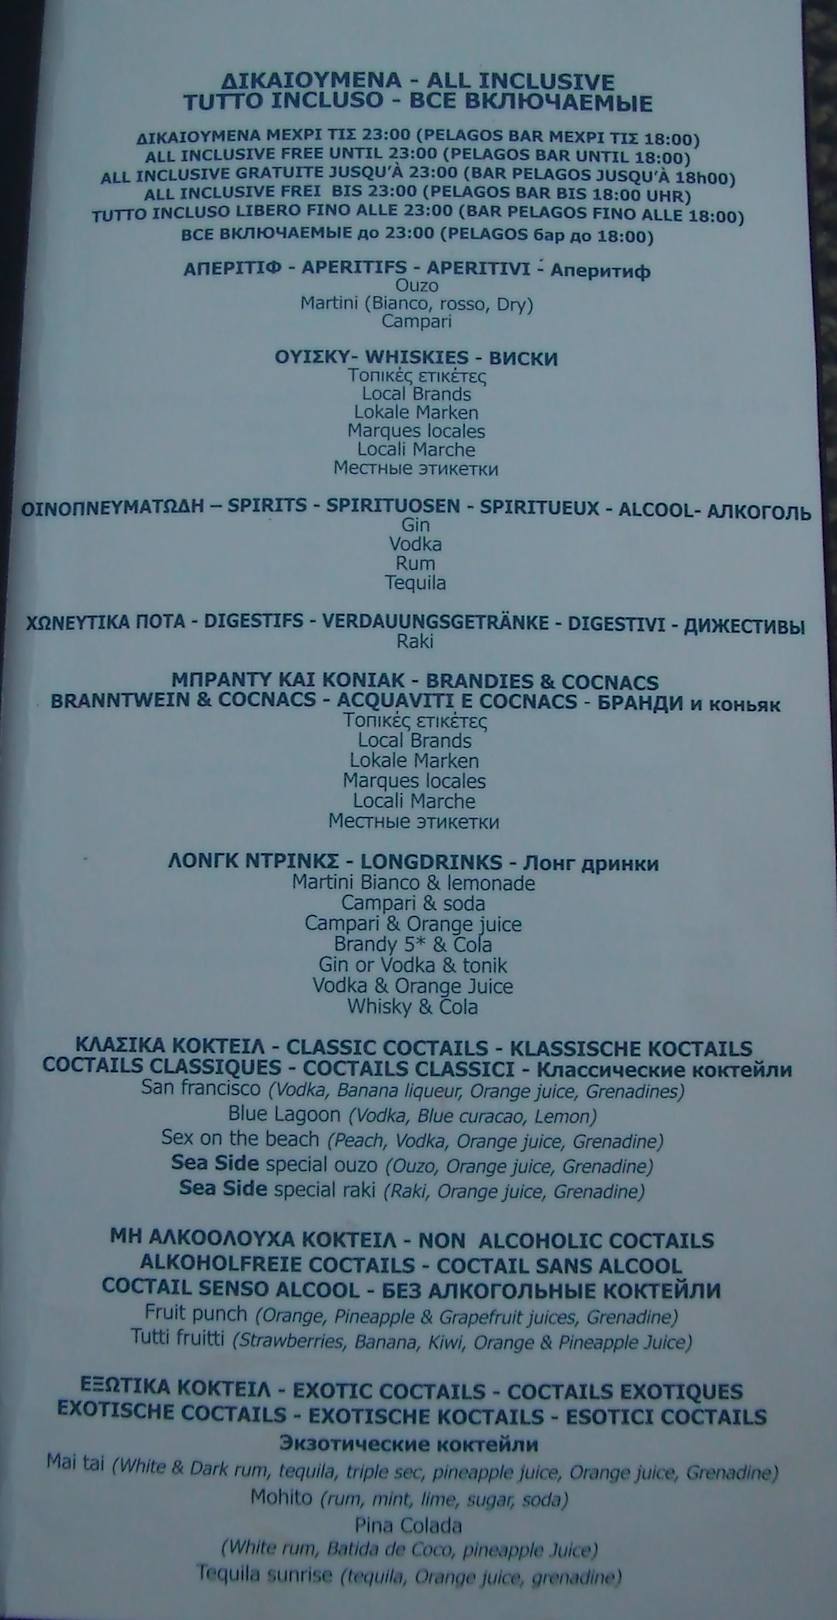 ΔΙΚΑΙΟΥΜΕΝΑ - ALL INCLUSIVE
TUTTO INCLUSO - ВСЕ ВКЛЮЧАЕМЫЕ
ΔΙΚΑΙΟΥΜΕΝΑ ΜΕΧΡΙ ΤΙΣ 23:00 (PELAGOS BAR ΜΕΧΡΙ ΤΙΣ 18:00)
ALL INCLUSIVE FREE UNTIL 23:00 (PELAGOS BAR UNTIL 18:00)
ALL INCLUSIVE GRATUITE JUSQU'À 23:00 (BAR PELAGOS JUSQU'À 18h00)
ALL INCLUSIVE FREI BIS 23:00 (PELAGOS BAR BIS 18:00 UHR)
TUTTO INCLUSO LIBERO FINO ALLE 23:00 (BAR PELAGOS FINO ALLE 18:00)
ВСЕ ВКЛЮЧАЕМЫЕ до 23:00 (PELAGOS бар до 18:00)
ΑΠΕΡΙΤΙΦ - APERITIFS - APERITIVI - Аперитиф
Ouzo
Martini (Bianco, rosso, Dry)
Campari
ΟΥΙΣΚΥ- WHISKIES - ВИСКИ
Τοπικές ετικέτες
Local Brands
Lokale Marken
Marques locales
Locali Marche
Местные этикетки
ΟΙΝΟΠΝΕΥΜΑΤΩΔΗ – SPIRITS - SPIRITUOSEN - SPIRITUEUX - ALCOOL- АЛКОГОЛЬ
Gin
Vodka
Rum
Tequila
ΧΩΝΕΥΤΙΚΑ ΠΟΤΑ - DIGESTIFS - VERDAUUNGSGETRÄNKE - DIGESTIVI - ДИЖЕСТИВЫ
Raki
ΜΠΡΑΝΤΥ ΚΑΙ ΚΟΝΙΑΚ - BRANDIES & COCNACS
BRANNTWEIN & COCNACS - ACQUAVITI E COCNACS - БРАНДИ и коньяк
Τοπικές ετικέτες
Local Brands
Lokale Marken
Marques locales
Locali Marche
Местные этикетки
ΛΟΝΓΚ ΝΤΡΙΝΚΣ - LONGDRINKS - Лонг дринки
Martini Bianco & lemonade
Campari & soda
Campari & Orange juice
Brandy 5* & Cola
Gin or Vodka & tonik
Vodka & Orange Juice
Whisky & Cola
ΚΛΑΣΙΚΑ ΚΟΚΤΕΙΛ - CLASSIC COCTAILS - KLASSISCHE KOCTAILS
COCTAILS CLASSIQUES - COCTAILS CLASSICI - Классические коктейли
San francisco (Vodka, Banana liqueur, Orange juice, Grenadines)
Blue Lagoon (Vodka, Blue curacao, Lemon)
Sex on the beach (Peach, Vodka, Orange juice, Grenadine)
Sea Side special ouzo (Ouzo, Orange juice, Grenadine)
Sea Side special raki (Raki, Orange juice, Grenadine)
ΜΗ ΑΛΚΟΟΛΟΥΧΑ ΚΟΚΤΕΙΛ - NON ALCOHOLIC COCTAILS
ALKOHOLFREIE COCTAILS - COCTAIL SANS ALCOOL
COCTAIL SENSO ALCOOL - БЕЗ АЛКОГОЛЬНЫЕ КОКТЕЙЛИ
Fruit punch (Orange, Pineapple & Grapefruit juices, Grenadine)
Tutti fruitti (Strawberries, Banana, Kiwi, Orange & Pineapple Juice)
ΕΞΩΤΙΚΑ ΚΟΚΤΕΙΛ - EXOTIC COCTAILS - COCTAILS EXOTIQUES
EXOTISCHE COCTAILS - EXOTISCHE KOCTAILS - ESOTICI COCTAILS
Экзотические коктейли
Mai tai (White & Dark rum, tequila, triple sec, pineapple juice, Orange juice, Grenadine)
Mohito (rum, mint, lime, sugar, soda)
Pina Colada
(White rum, Batida de Coco, pineapple Juice)
Tequila sunrise (tequila, Orange juice, grenadine)